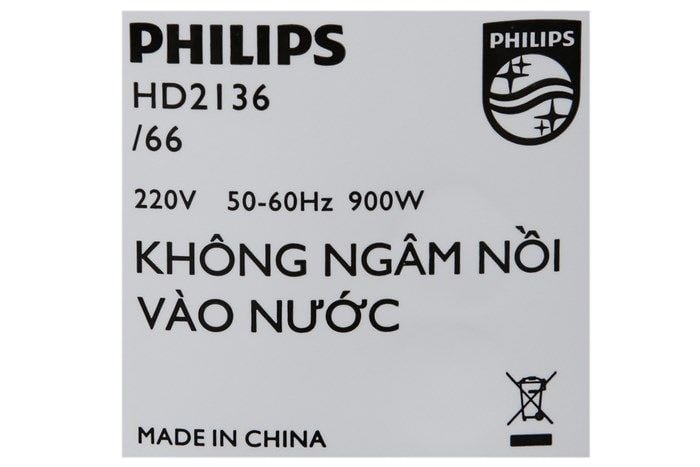 PHILIPS
PHILIPS
HD2136
/66
220V 50-60Hz 900W
KHÔNG NGÂM NỒI
VÀO NƯỚC
MADE IN CHINA